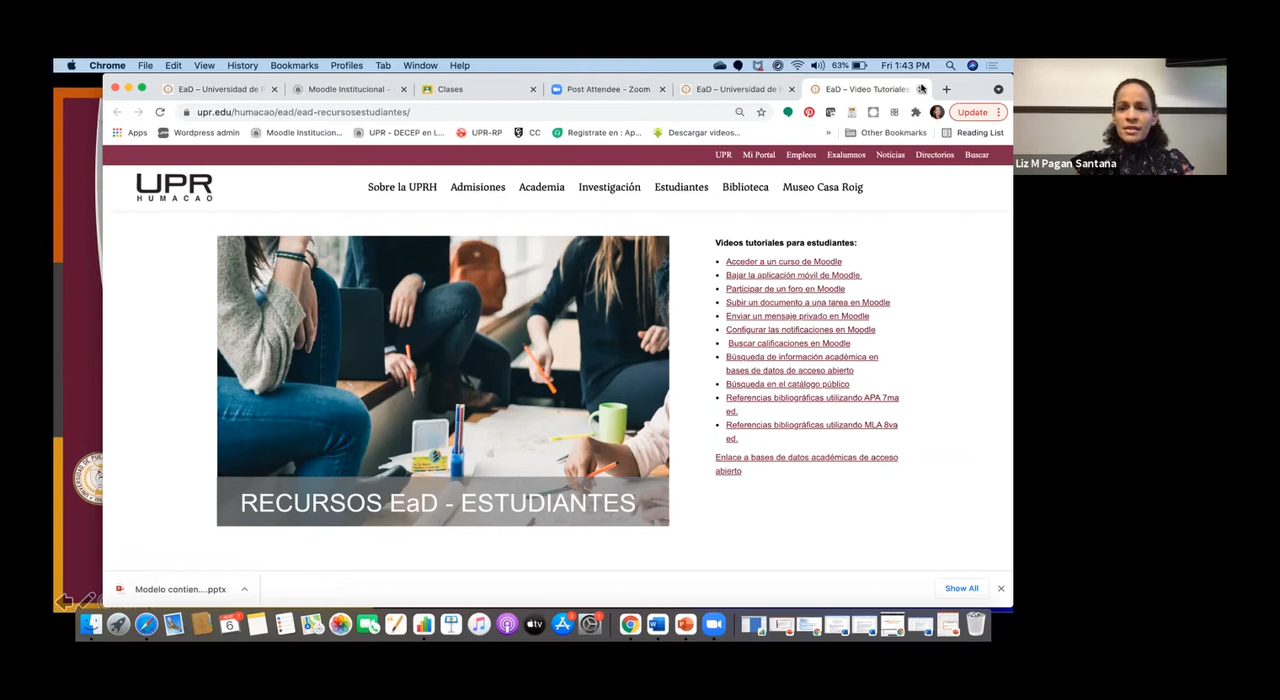 Chrome File Edit View History Bookmarks Profiles Tab Window Help 63% Fri 1:43 PM
EaD – Universidad de P
Moodle Institucional -
Clases
Post Attendee - Zoom
EaD – Universidad de P
EaD – Video Tutoriales
upr.edu/humacao/ead/ead-recursosestudiantes/
Update
Apps Wordpress admin Moodle Institucion... UPR - DECEP en L... UPR-RP CC Registrate en : Ap... Descargar videos... » Other Bookmarks Reading List
UPR Mi Portal Empleos Exalumnos Noticias Directorios Buscar
UPR
HUMACAO
Sobre la UPRH Admisiones Academia Investigación Estudiantes Biblioteca Museo Casa Roig
Videos tutoriales para estudiantes:
Acceder a un curso de Moodle
Bajar la aplicación móvil de Moodle
Participar de un foro en Moodle
Subir un documento a una tarea en Moodle
Enviar un mensaje privado en Moodle
Configurar las notificaciones en Moodle
Buscar calificaciones en Moodle
Búsqueda de información académica en
bases de datos de acceso abierto
Búsqueda en el catálogo público
Referencias bibliográficas utilizando APA 7ma
ed.
Referencias bibliográficas utilizando MLA 8va
ed.
Enlace a bases de datos académicas de acceso
abierto
RECURSOS EaD - ESTUDIANTES
Modelo contien....pptx
Show All
6
tv
Liz M Pagan Santana